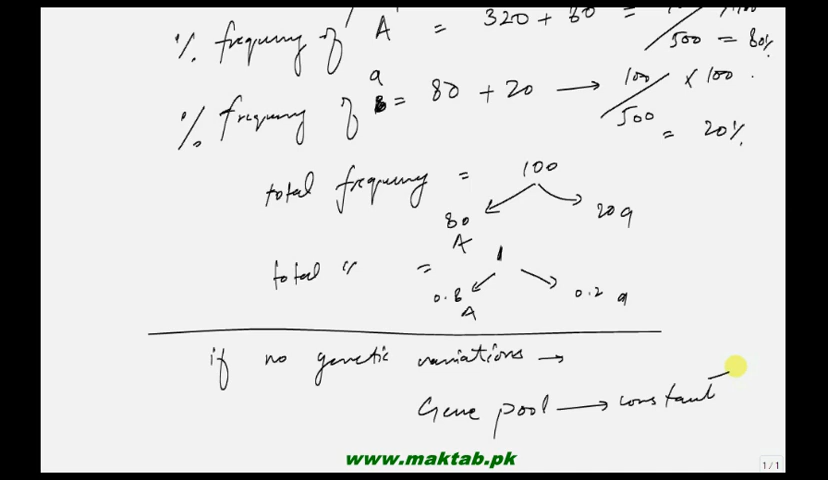 % frequency of A = 320 + 80 =
500 = 80%
a
% frequency of = 80 + 20 → 100 / 500 × 100
= 20%
total frequency = 100
80 A 20 a
total " = 1
0.8 A 0.2 a
if no genetic variations →
Gene pool → constant
www.maktab.pk
1/1